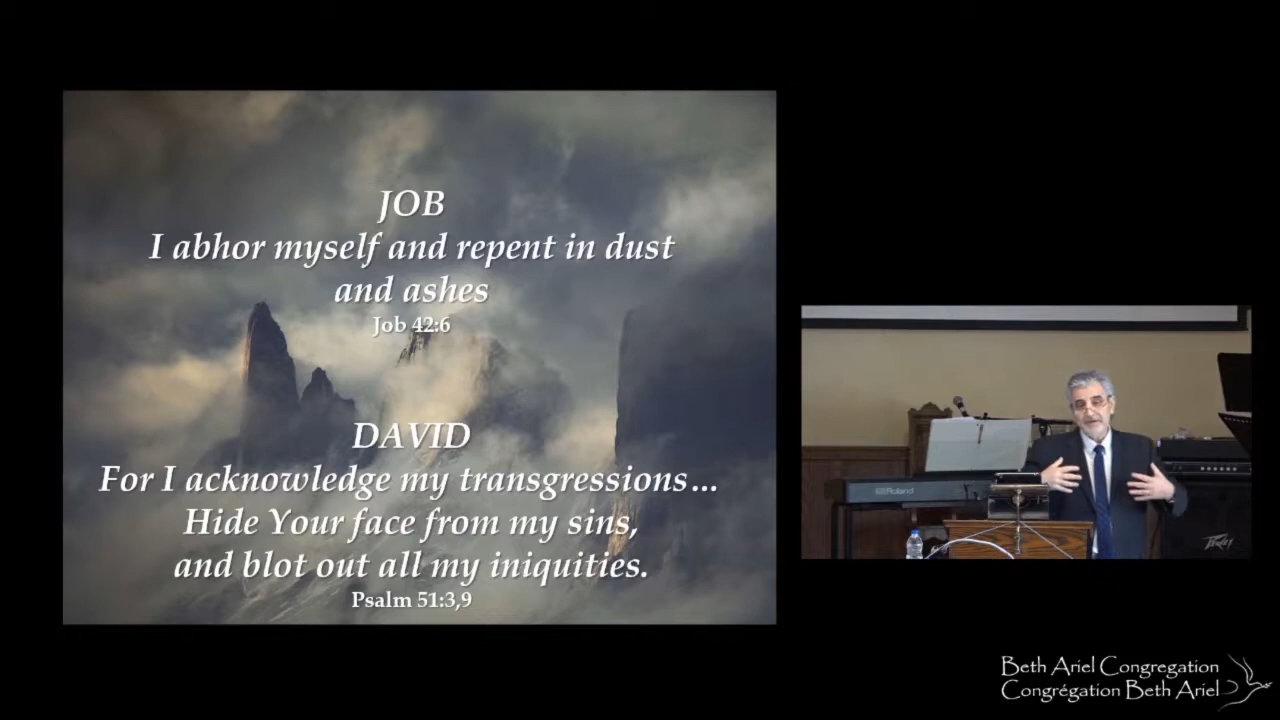 JOB
I abhor myself and repent in dust
and ashes
Job 42:6
DAVID
For I acknowledge my transgressions...
Hide Your face from my sins,
and blot out all my iniquities.
Psalm 51:3,9
Roland
PEAVEY
Beth Ariel Congregation
Congrégation Beth Ariel